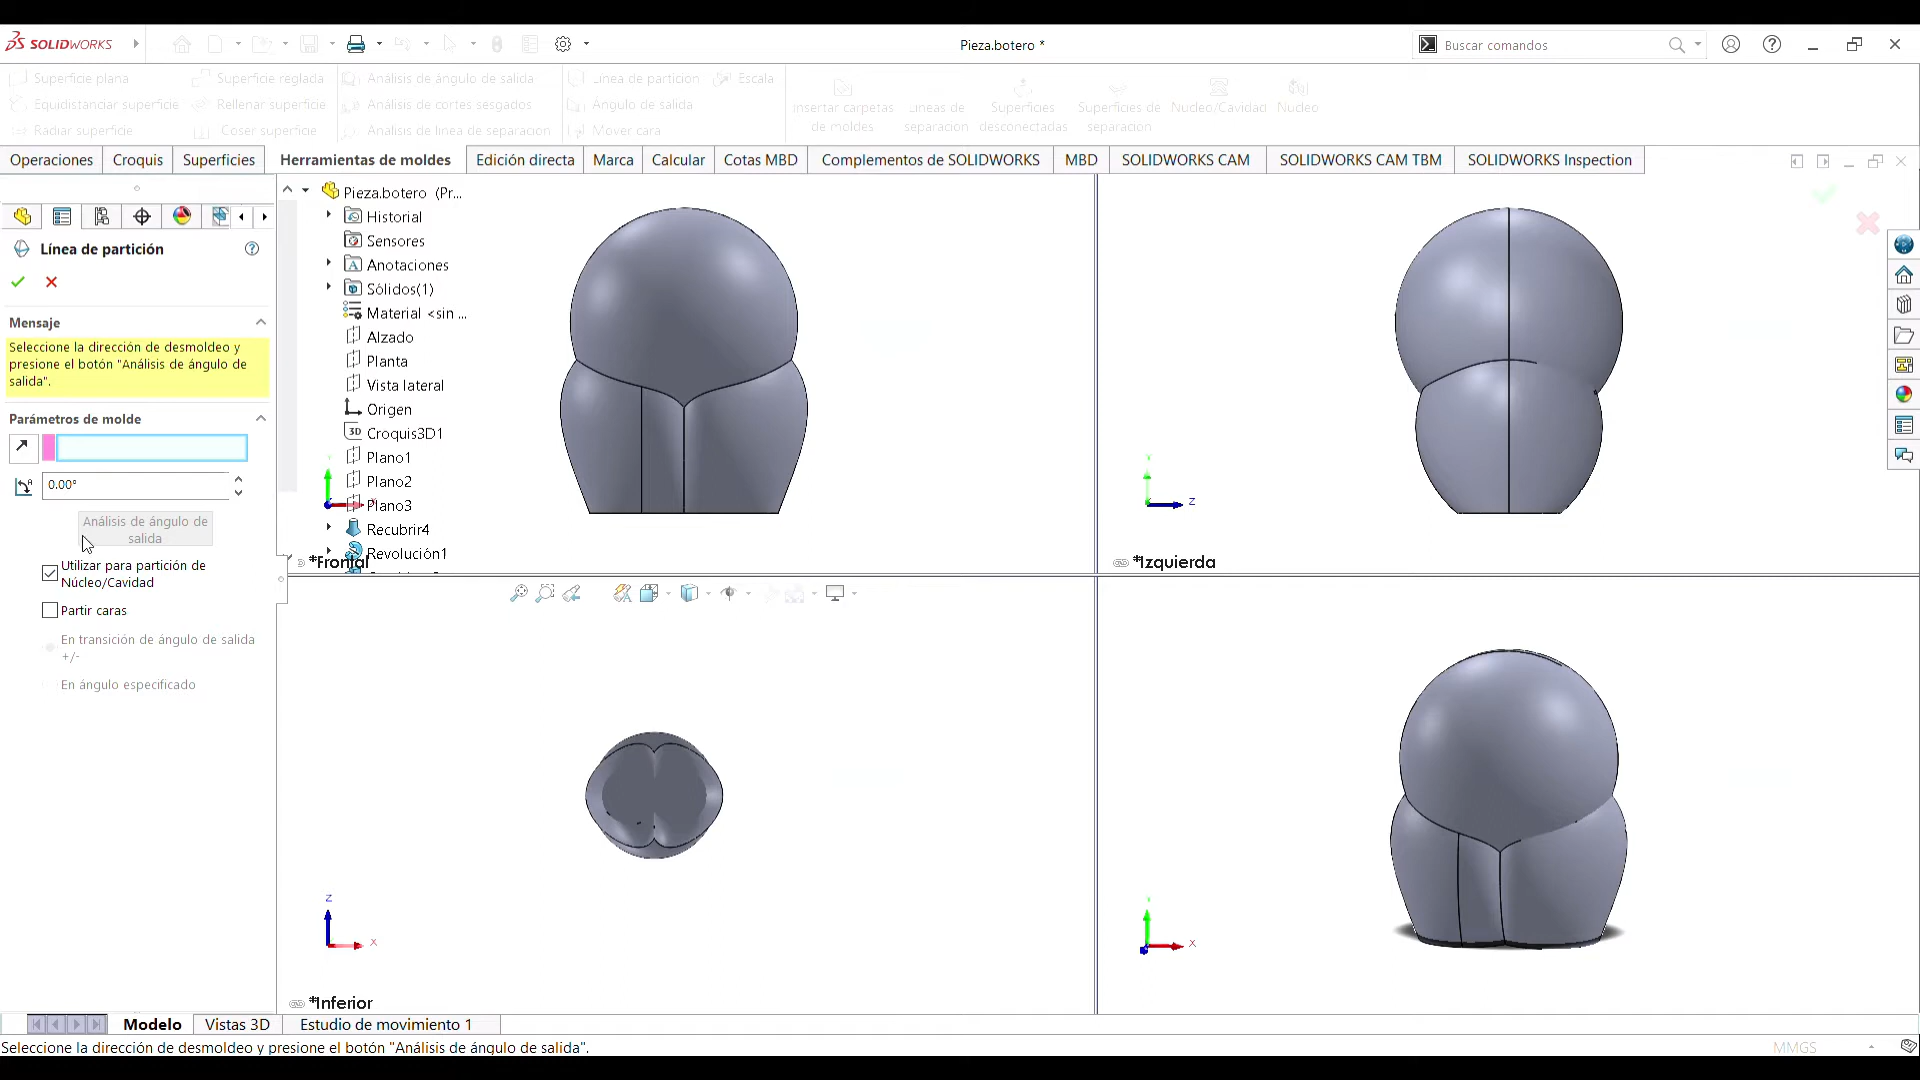 SOLIDWORKS
Pieza.botero *
Buscar comandos
Superficie plana
Superficie reglada
Análisis de ángulo de salida
Línea de partición
Escala
Equidistanciar superficie
Rellenar superficie
Análisis de cortes sesgados
Ángulo de salida
Insertar carpetas de moldes
Líneas de separación
Superficies desconectadas
Superficies de separación
Núcleo/Cavidad
Núcleo
Radiar superficie
Coser superficie
Análisis de línea de separación
Mover cara
Operaciones
Croquis
Superficies
Herramientas de moldes
Edición directa
Marca
Calcular
Cotas MBD
Complementos de SOLIDWORKS
MBD
SOLIDWORKS CAM
SOLIDWORKS CAM TBM
SOLIDWORKS Inspection
Línea de partición
Mensaje
Seleccione la dirección de desmoldeo y
presione el botón "Análisis de ángulo de
salida".
Parámetros de molde
0.00°
Análisis de ángulo de
salida
Utilizar para partición de
Núcleo/Cavidad
Partir caras
En transición de ángulo de salida
+/-
En ángulo especificado
Pieza.botero (Pr...
Historial
Sensores
Anotaciones
Sólidos(1)
Material <sin ...
Alzado
Planta
Vista lateral
Origen
3D Croquis3D1
Plano1
Plano2
Plano3
Recubrir4
Revolución1
*Frontal
Z
*Izquierda
Z
X
*Inferior
X
Modelo
Vistas 3D
Estudio de movimiento 1
Seleccione la dirección de desmoldeo y presione el botón "Análisis de ángulo de salida".
MMGS